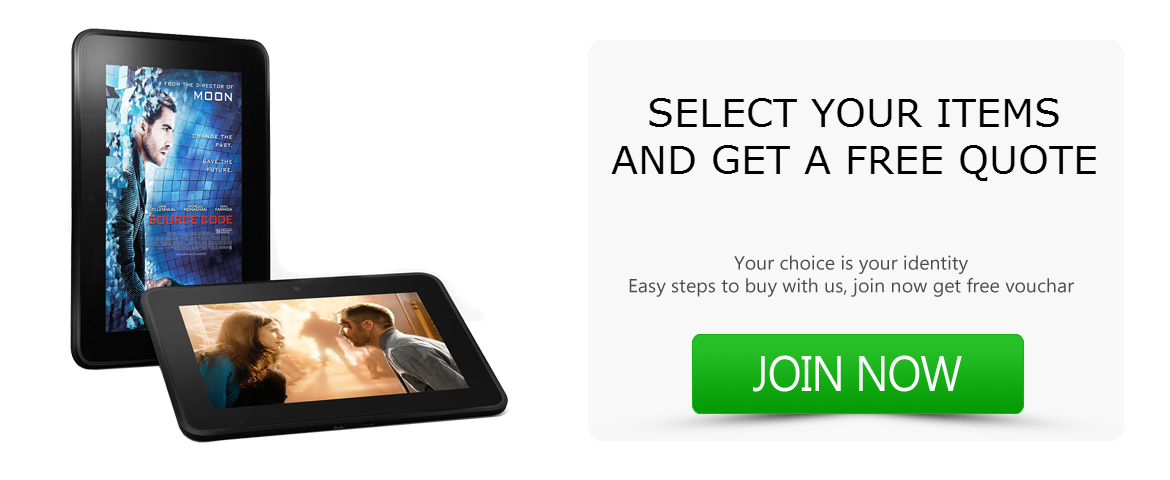 FROM THE DIRECTOR OF
MOON
CHANGE THE
PAST.
SAVE THE
FUTURE.
GYLLENHAAL MONAGHAN FARMIGA
SOURCE CODE
SELECT YOUR ITEMS
AND GET A FREE QUOTE
Your choice is your identity
Easy steps to buy with us, join now get free vouchar
JOIN NOW